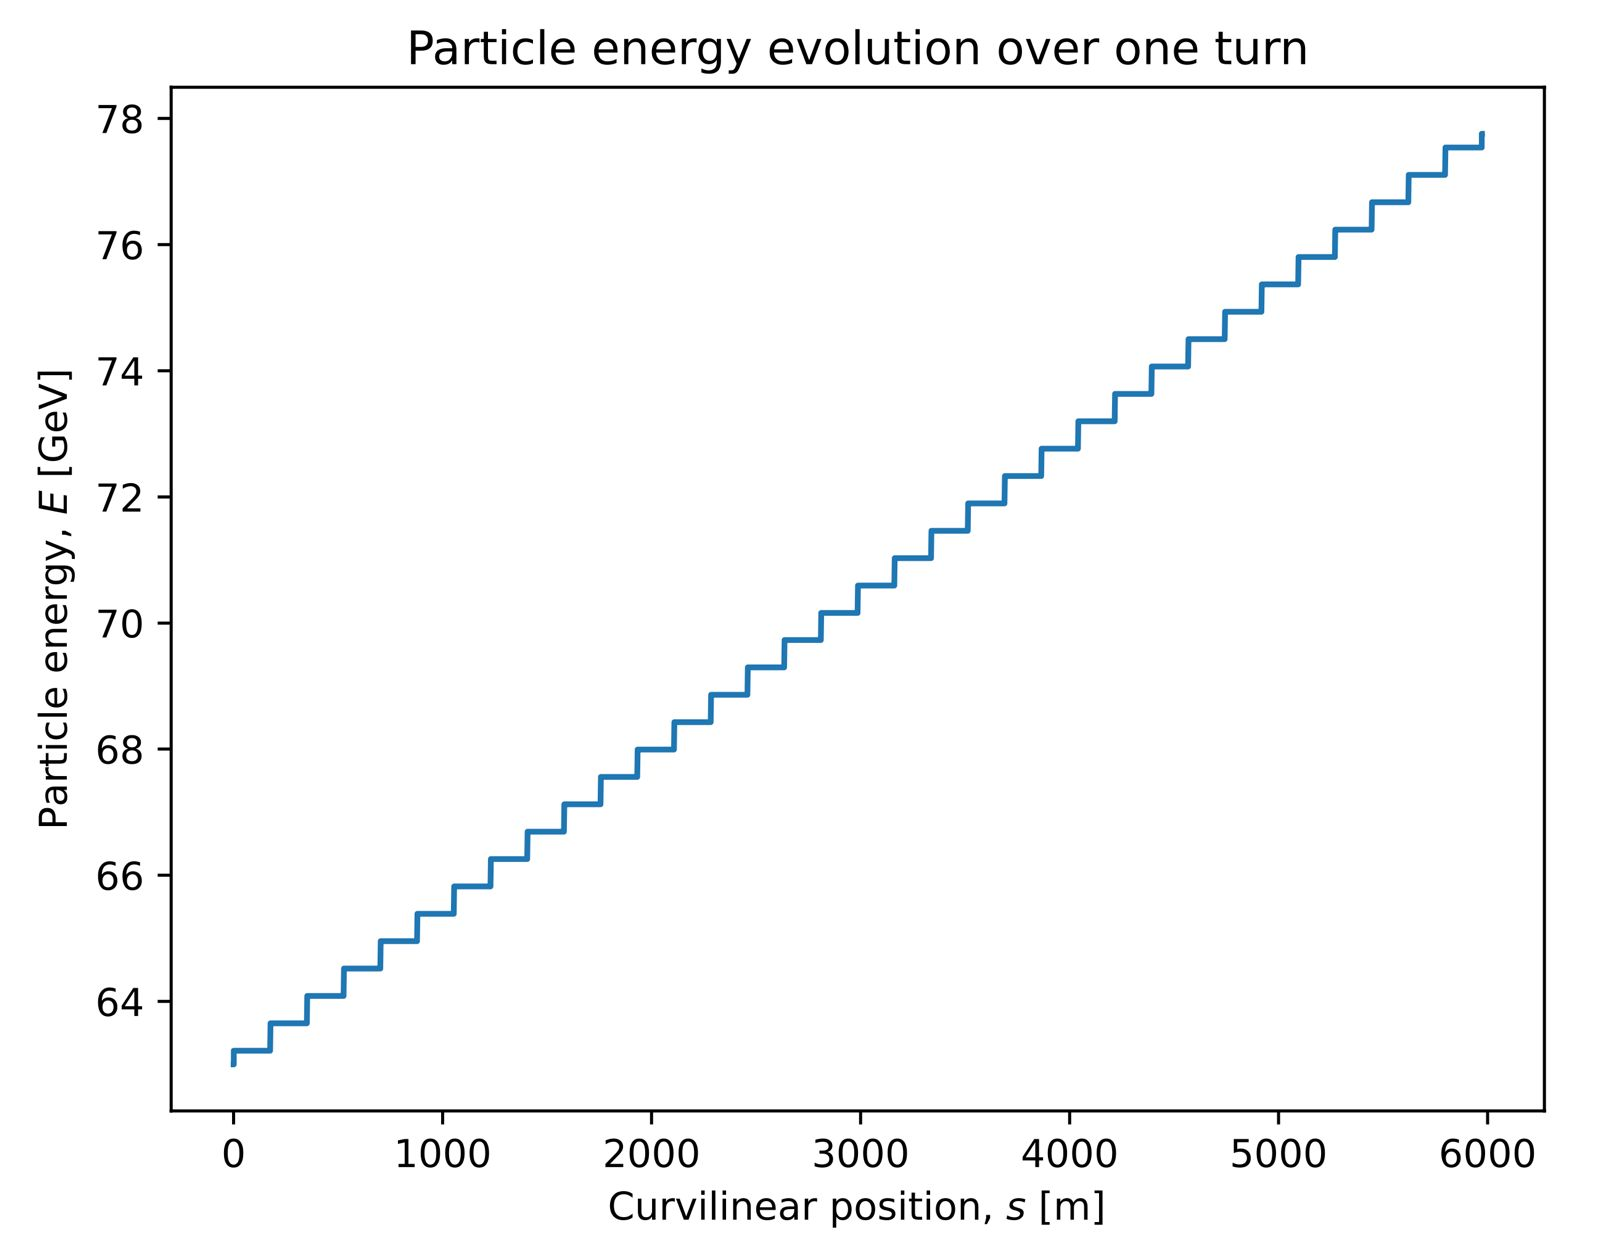 Particle energy evolution over one turn
78
76
74
72
70
68
66
64
Particle energy, E [GeV]
0 1000 2000 3000 4000 5000 6000
Curvilinear position, s [m]